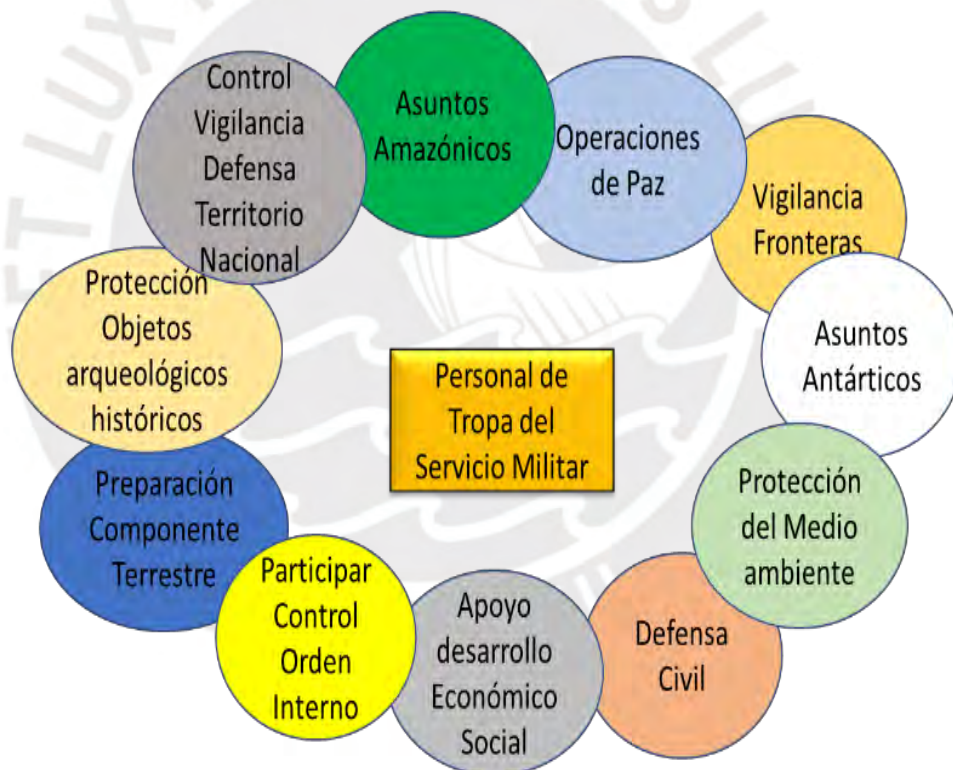 Control
Vigilancia
Defensa
Territorio
Nacional
Asuntos
Amazónicos
Operaciones
de Paz
Vigilancia
Fronteras
Asuntos
Antárticos
Protección
del Medio
ambiente
Defensa
Civil
Apoyo
desarrollo
Económico
Social
Participar
Control
Orden
Interno
Preparación
Componente
Terrestre
Protección
Objetos
arqueológicos
históricos
Personal de
Tropa del
Servicio Militar
ET LUX